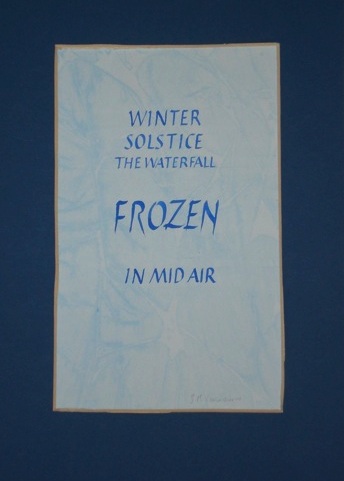 WINTER
SOLSTICE
THE WATERFALL
FROZEN
IN MID AIR